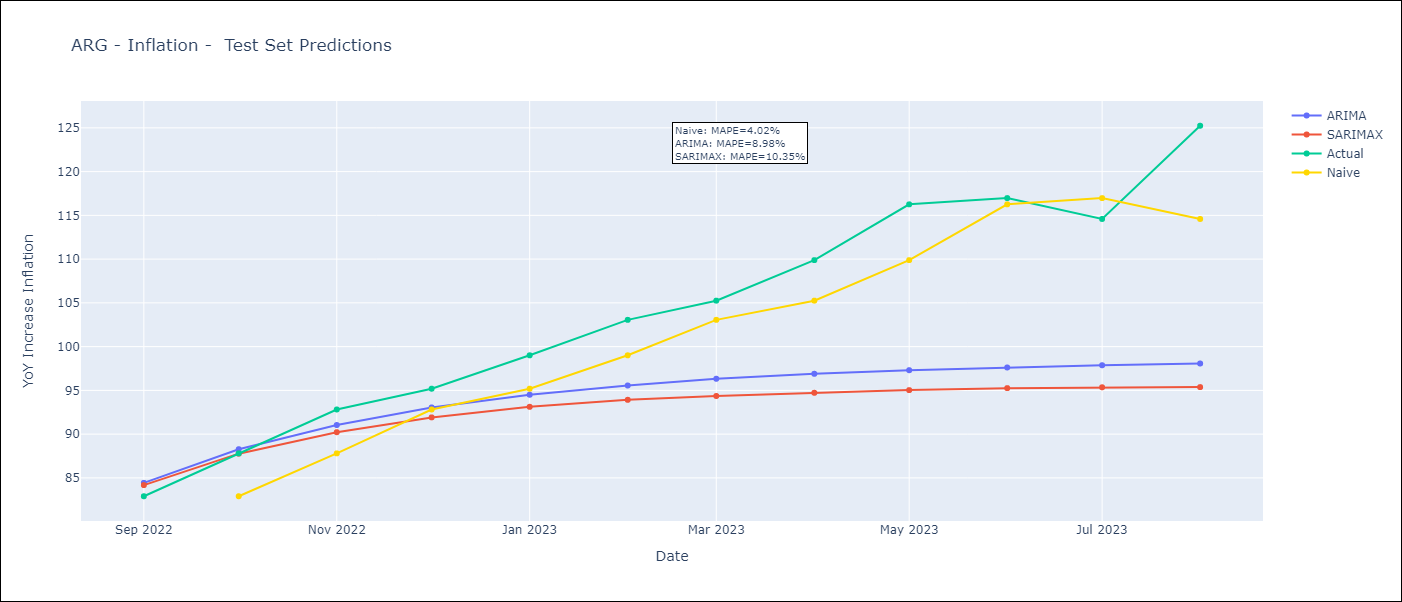 ARG - Inflation -  Test Set Predictions
Naive: MAPE=4.02%
ARIMA: MAPE=8.98%
SARIMAX: MAPE=10.35%
ARIMA
SARIMAX
Actual
Naive
YoY Increase Inflation
125
120
115
110
105
100
95
90
85
Sep 2022
Nov 2022
Jan 2023
Mar 2023
May 2023
Jul 2023
Date